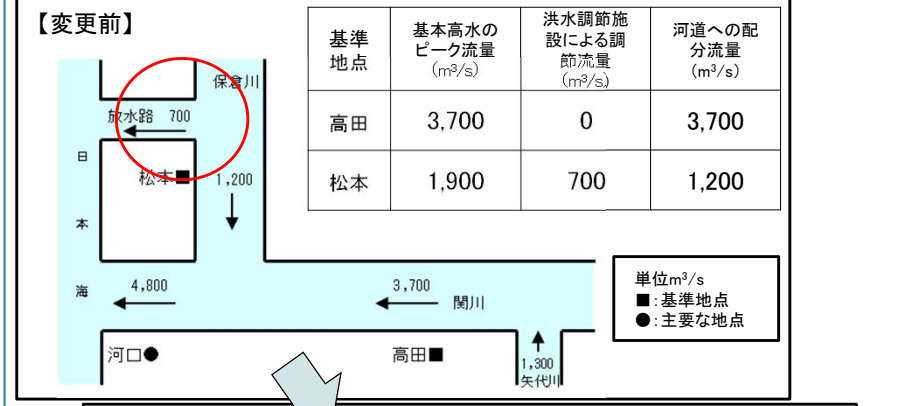 【変更前】
基準
地点
基本高水の
ピーク流量
(m³/s)
洪水調節施
設による調
節流量
(m³/s)
河道への配
分流量
(m³/s)
高田
3,700
0
3,700
松本
1,900
700
1,200
保倉川
放水路 700
日
本
海
松本■
1,200
4,800
3,700
関川
河口●
高田■
1,300
矢代川
単位m³/s
■:基準地点
●:主要な地点